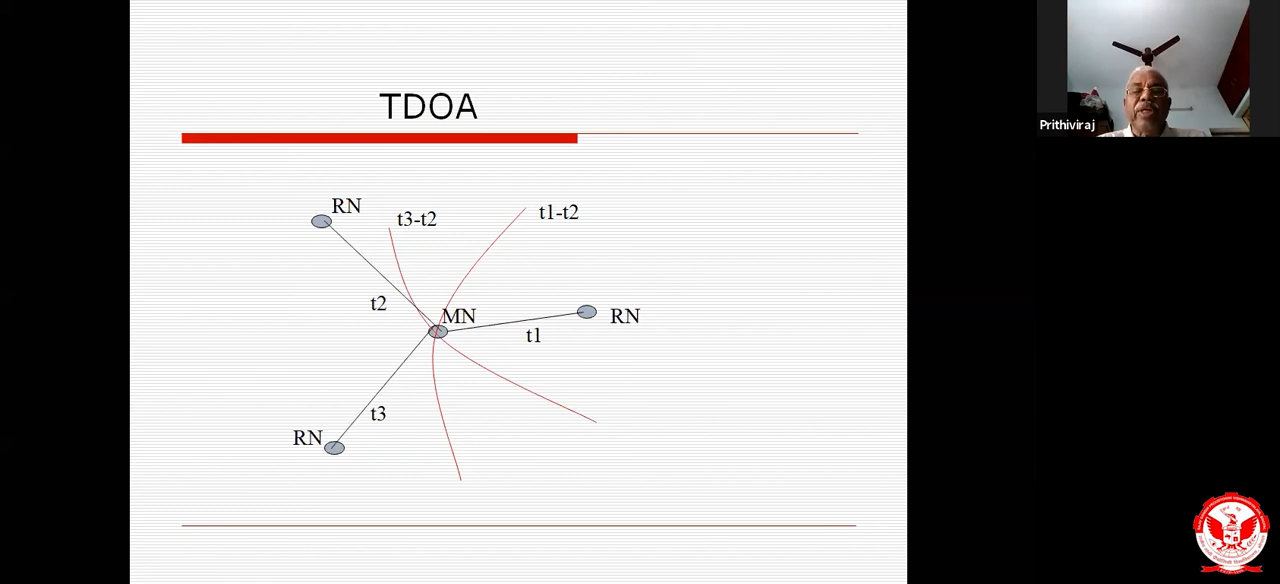 TDOA
RN
t3-t2
t1-t2
t2
MN
RN
t1
t3
RN
Prithiviraj